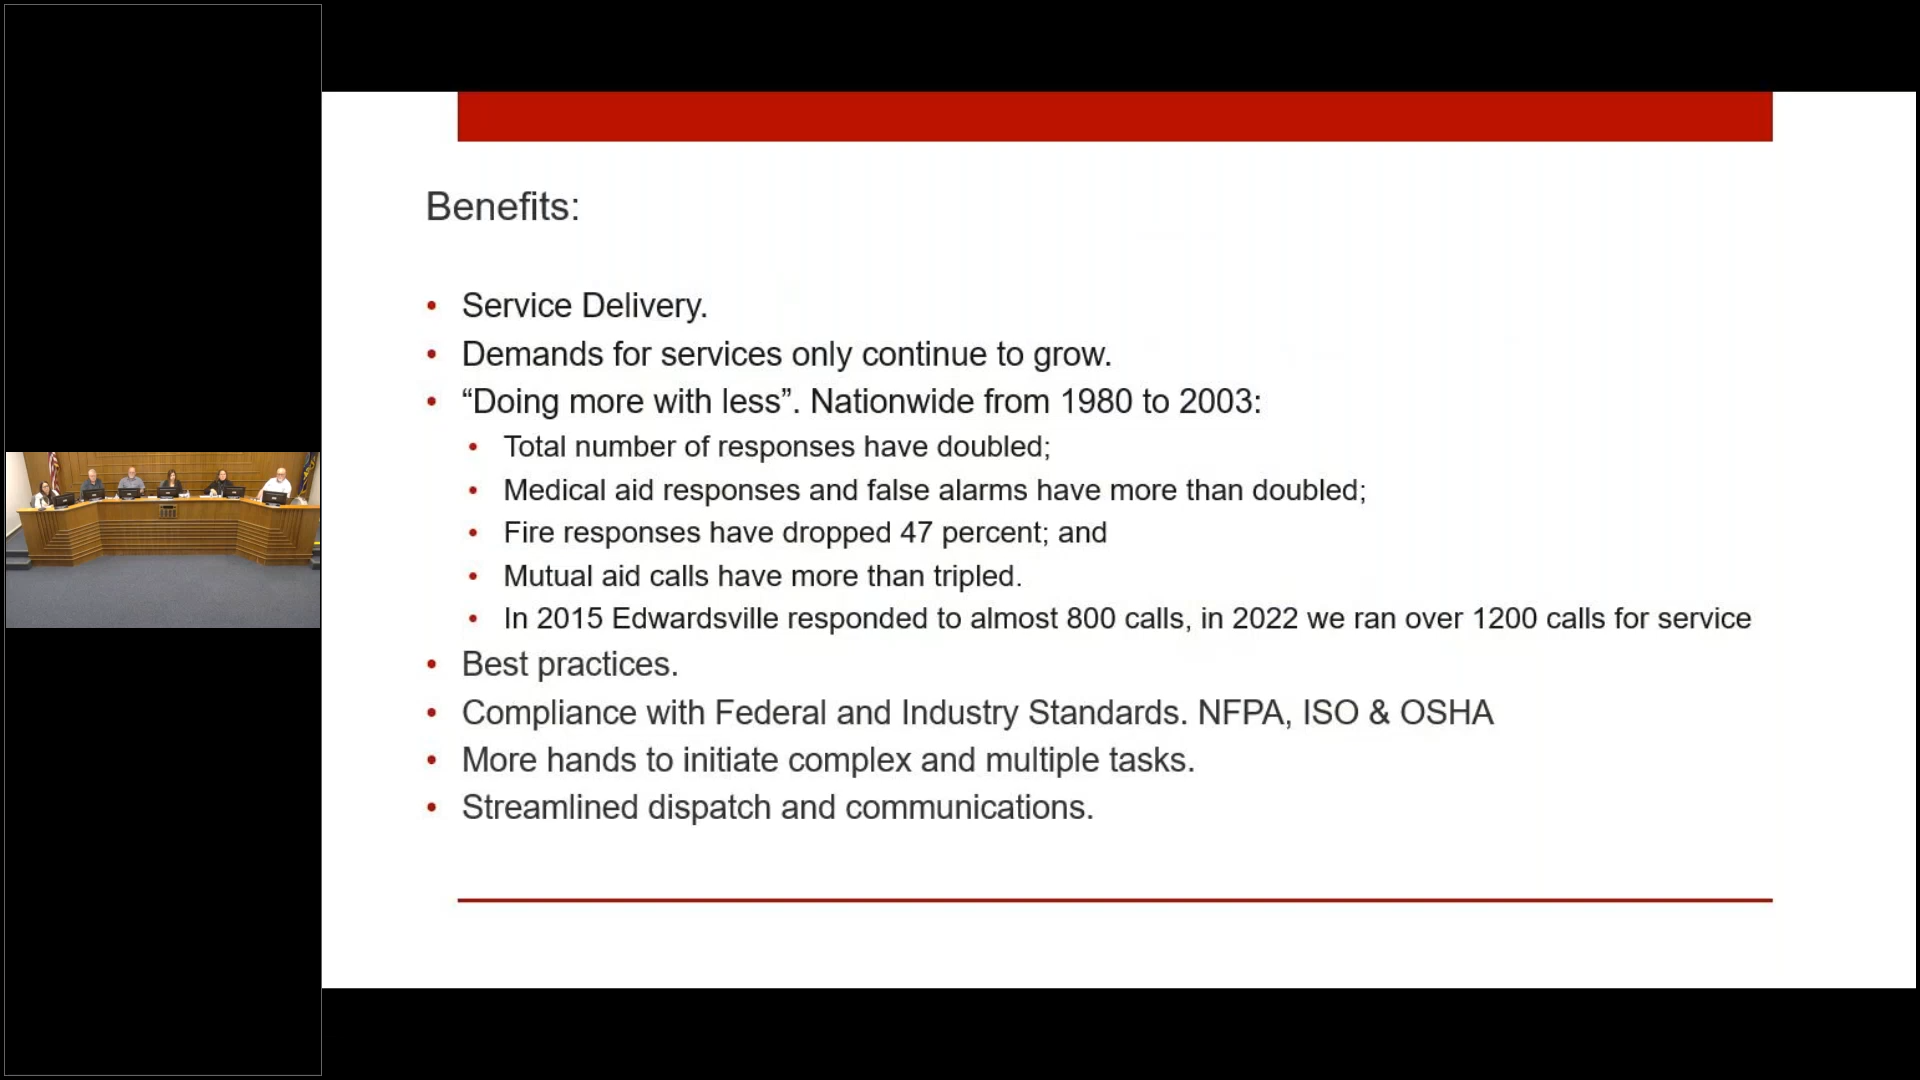 Benefits:
• Service Delivery.
• Demands for services only continue to grow.
• “Doing more with less”. Nationwide from 1980 to 2003:
• Total number of responses have doubled;
• Medical aid responses and false alarms have more than doubled;
• Fire responses have dropped 47 percent; and
• Mutual aid calls have more than tripled.
• In 2015 Edwardsville responded to almost 800 calls, in 2022 we ran over 1200 calls for service
• Best practices.
• Compliance with Federal and Industry Standards. NFPA, ISO & OSHA
• More hands to initiate complex and multiple tasks.
• Streamlined dispatch and communications.